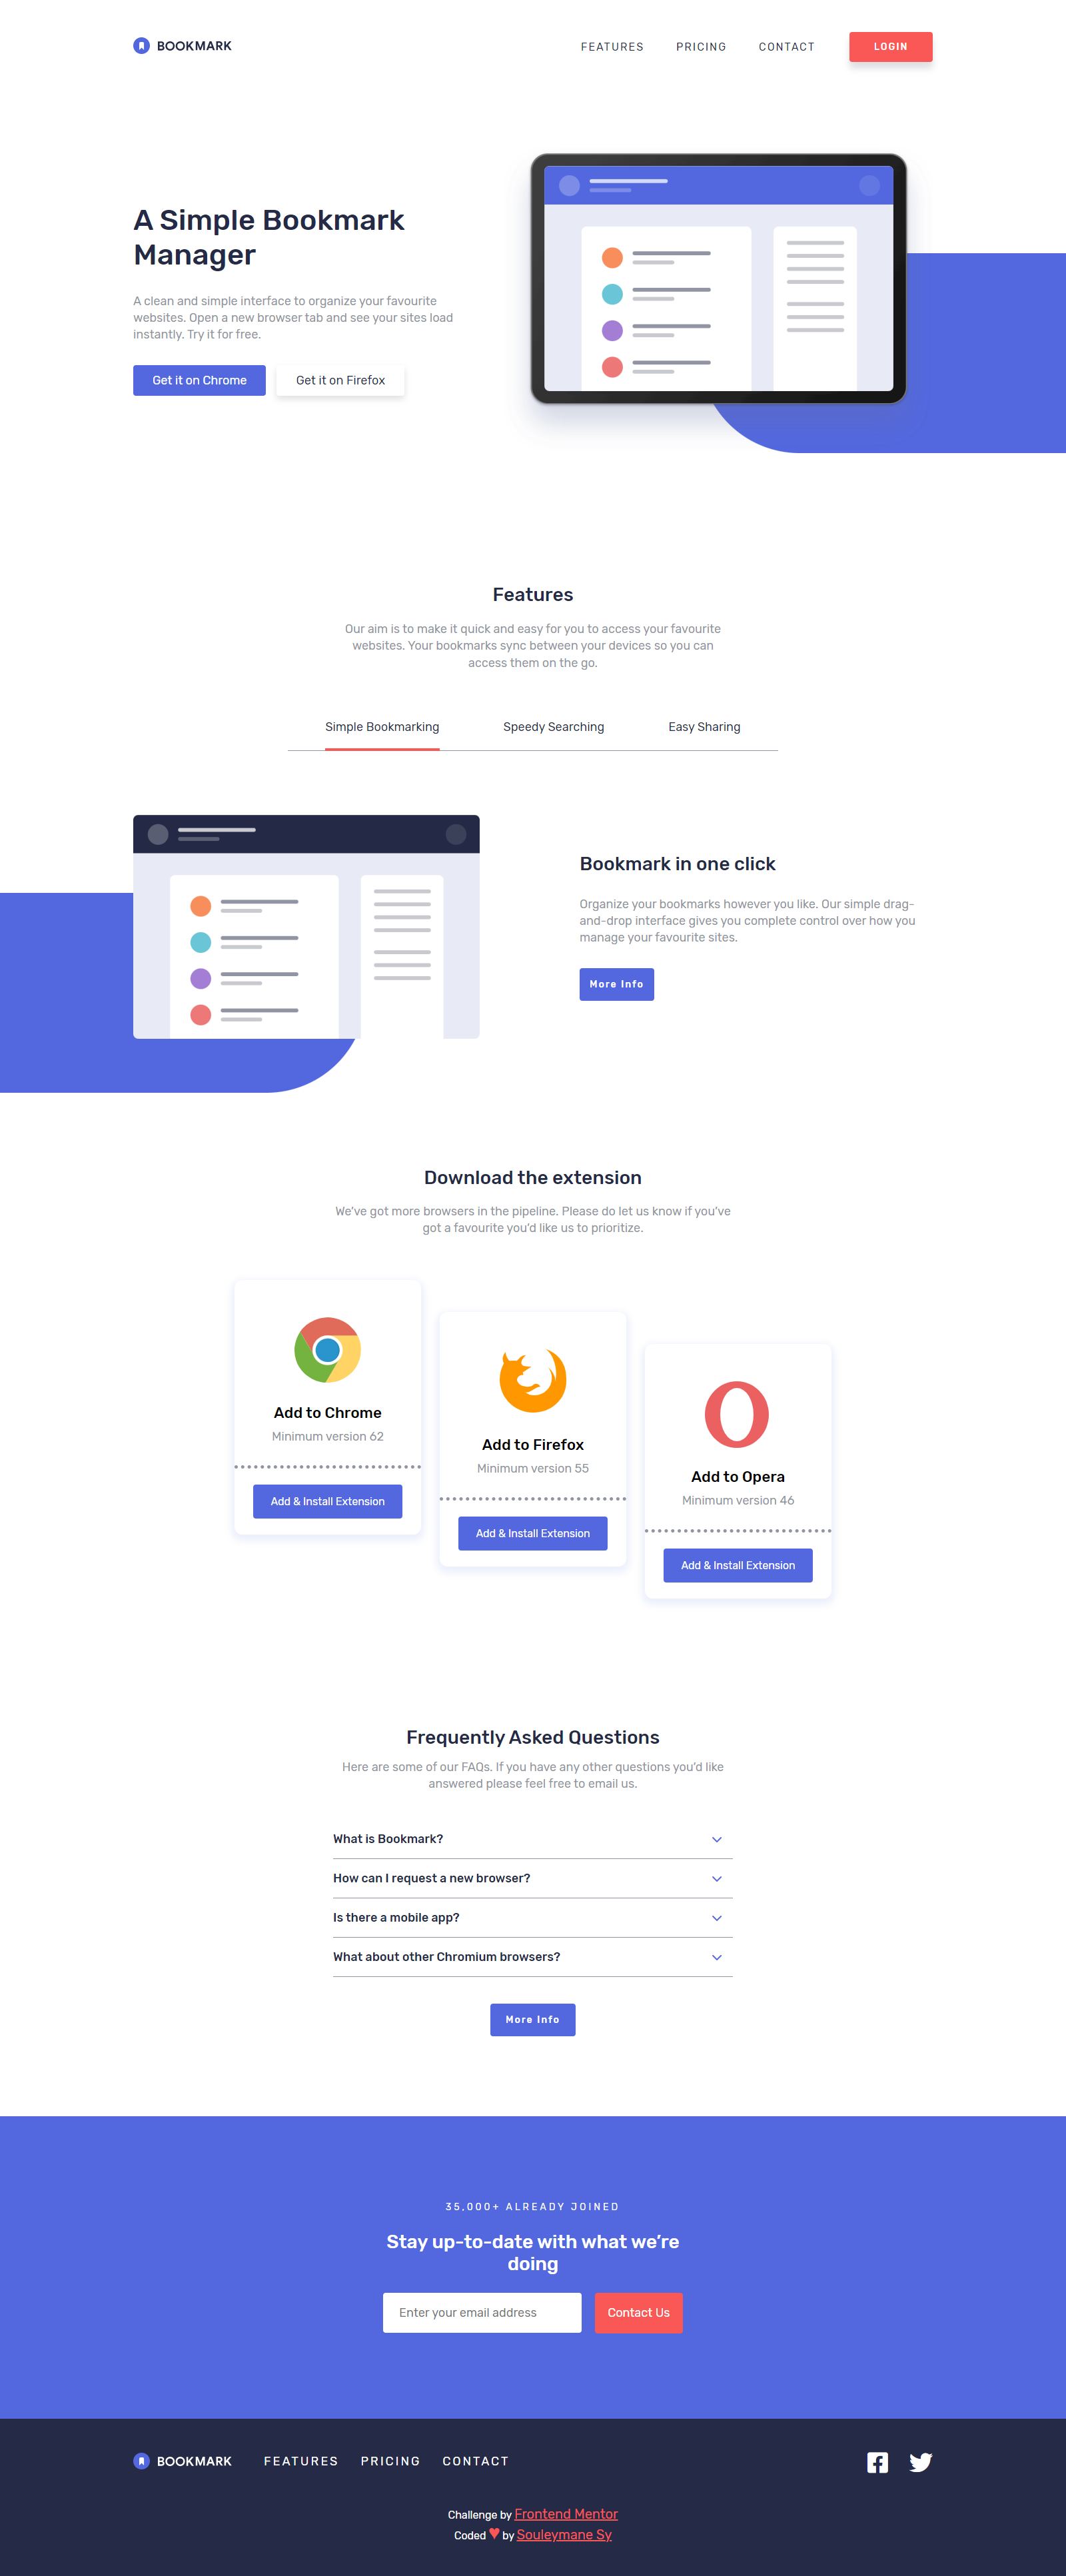 BOOKMARK
FEATURES PRICING CONTACT LOGIN
A Simple Bookmark
Manager
A clean and simple interface to organize your favourite
websites. Open a new browser tab and see your sites load
instantly. Try it for free.
Get it on Chrome Get it on Firefox
Features
Our aim is to make it quick and easy for you to access your favourite
websites. Your bookmarks sync between your devices so you can
access them on the go.
Simple Bookmarking Speedy Searching Easy Sharing
Bookmark in one click
Organize your bookmarks however you like. Our simple drag-
and-drop interface gives you complete control over how you
manage your favourite sites.
More Info
Download the extension
We’ve got more browsers in the pipeline. Please do let us know if you’ve
got a favourite you’d like us to prioritize.
Add to Chrome
Minimum version 62
Add & Install Extension
Add to Firefox
Minimum version 55
Add & Install Extension
Add to Opera
Minimum version 46
Add & Install Extension
Frequently Asked Questions
Here are some of our FAQs. If you have any other questions you’d like
answered please feel free to email us.
What is Bookmark?
How can I request a new browser?
Is there a mobile app?
What about other Chromium browsers?
More Info
35,000+ ALREADY JOINED
Stay up-to-date with what we’re
doing
Enter your email address Contact Us
BOOKMARK FEATURES PRICING CONTACT
Challenge by Frontend Mentor
Coded ♥ by Souleymane Sy